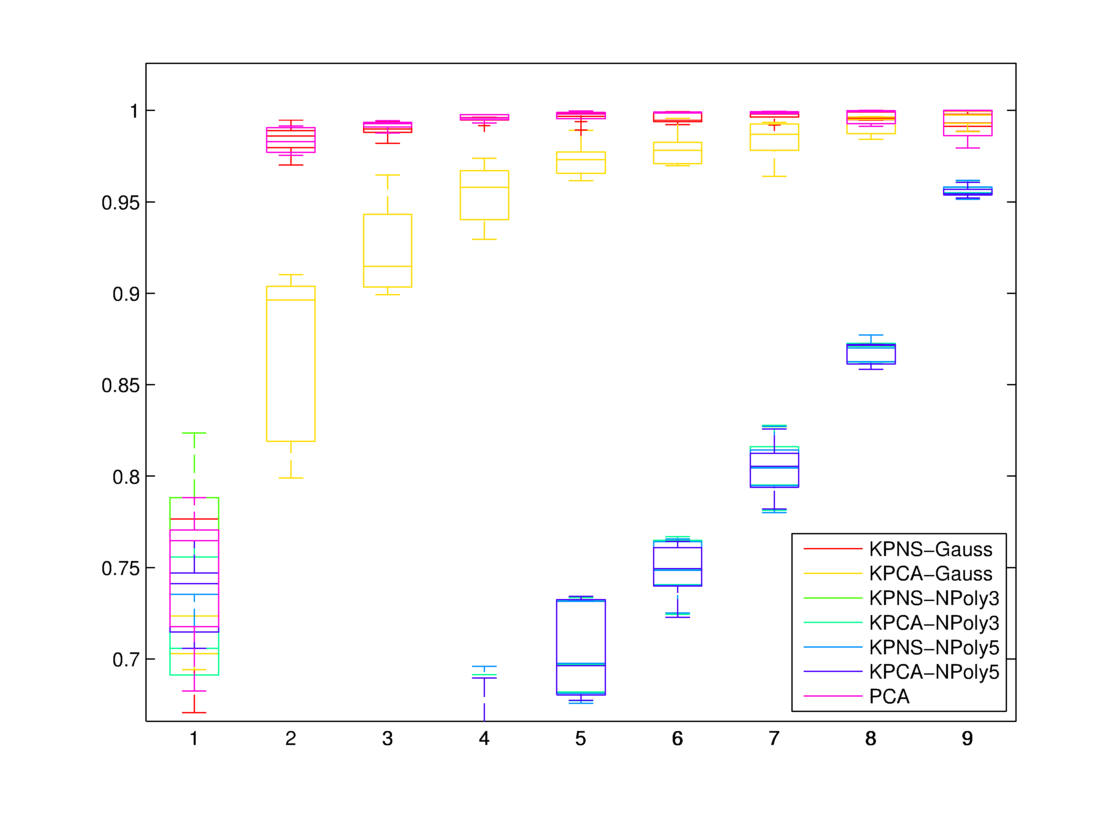 1
0.95
0.9
0.85
0.8
0.75
0.7
KPNS−Gauss
KPCA−Gauss
KPNS−NPoly3
KPCA−NPoly3
KPNS−NPoly5
KPCA−NPoly5
PCA
1 2 3 4 5 6 7 8 9